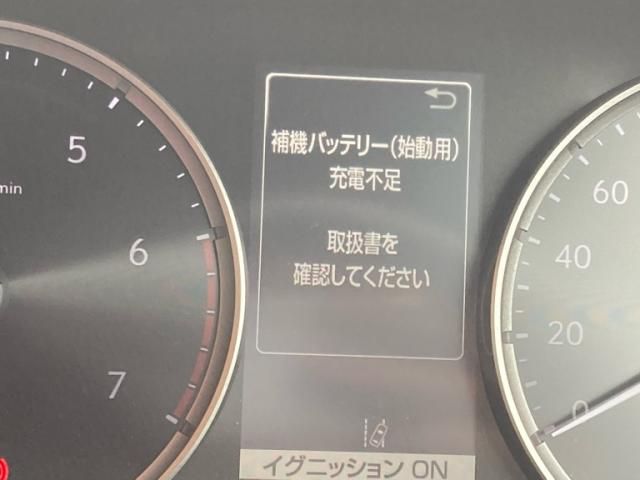 補機バッテリー(始動用)
充電不足
取扱書を
確認してください
イグニッション ON
5
6
7
min
60
40
20
0